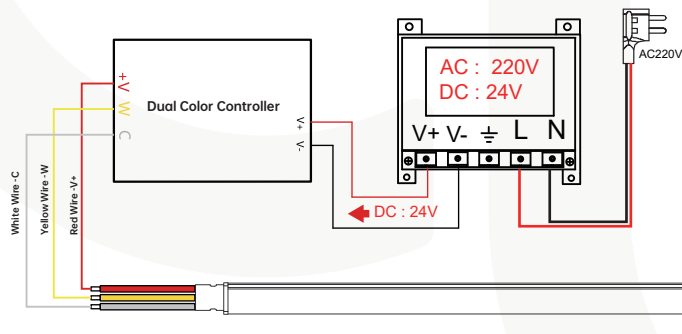 AC : 220V
DC : 24V
V+ V- L N
AC220V
+V
W
C
Dual Color Controller
V+
V-
DC : 24V
White Wire -C
Yellow Wire -W
Red Wire -V+